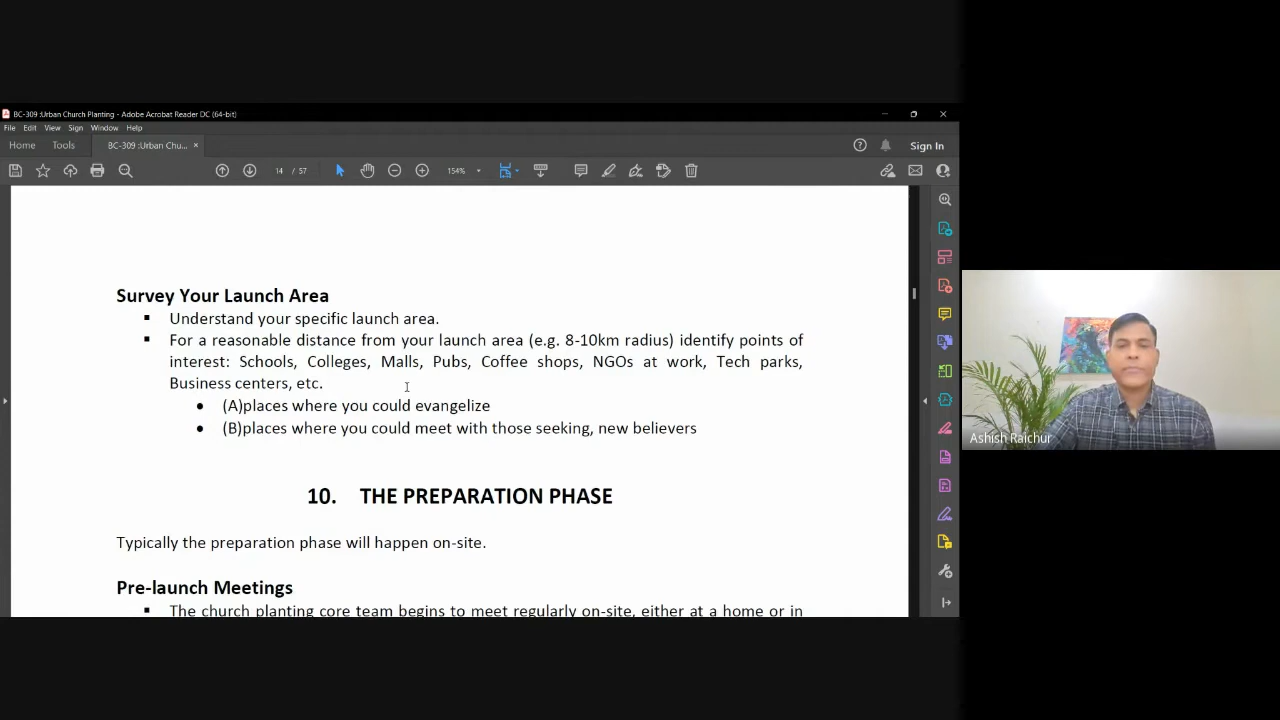 BC-309 :Urban Church Planting - Adobe Acrobat Reader DC (64-bit)
File Edit View Sign Window Help
Home Tools BC-309 :Urban Chu... × Sign In
14 / 57 154%
Survey Your Launch Area
▪ Understand your specific launch area.
▪ For a reasonable distance from your launch area (e.g. 8-10km radius) identify points of
interest: Schools, Colleges, Malls, Pubs, Coffee shops, NGOs at work, Tech parks,
Business centers, etc.
• (A)places where you could evangelize
• (B)places where you could meet with those seeking, new believers
10. THE PREPARATION PHASE
Typically the preparation phase will happen on-site.
Pre-launch Meetings
▪ The church planting core team begins to meet regularly on-site, either at a home or in
Ashish Raichur